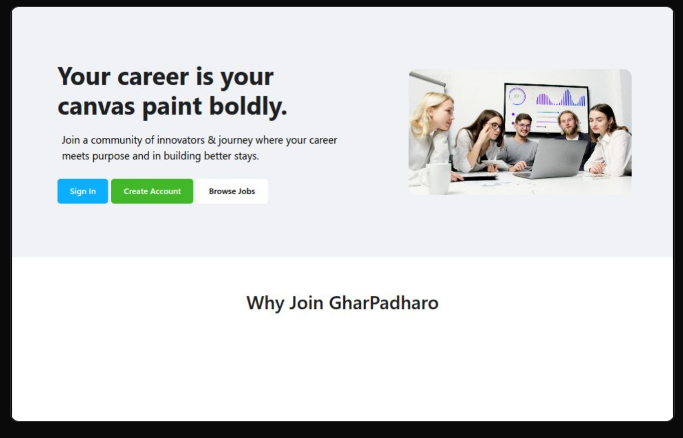 Your career is your
canvas paint boldly.
Join a community of innovators & journey where your career
meets purpose and in building better stays.
Sign In
Create Account
Browse Jobs
Why Join GharPadharo